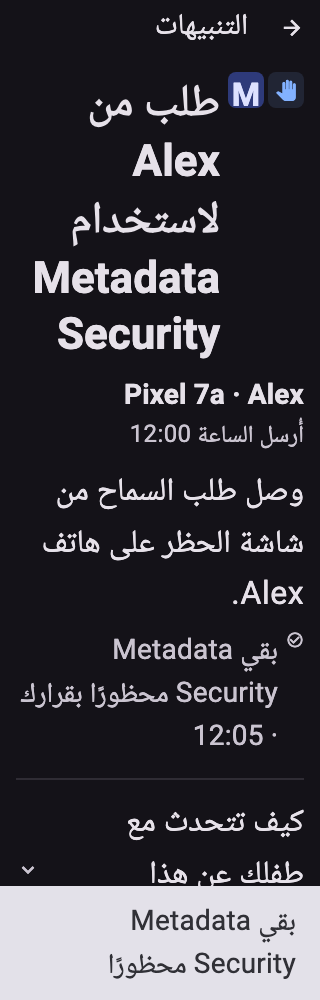 التنبيهات
M
طلب من
Alex
لاستخدام
Metadata
Security
Pixel 7a · Alex
أُرسل الساعة 12:00
وصل طلب السماح من
شاشة الحظر على هاتف
Alex.
بقي Metadata
Security محظورًا بقرارك
· 12:05
كيف تتحدث مع
طفلك عن هذا
بقي Metadata
Security محظورًا